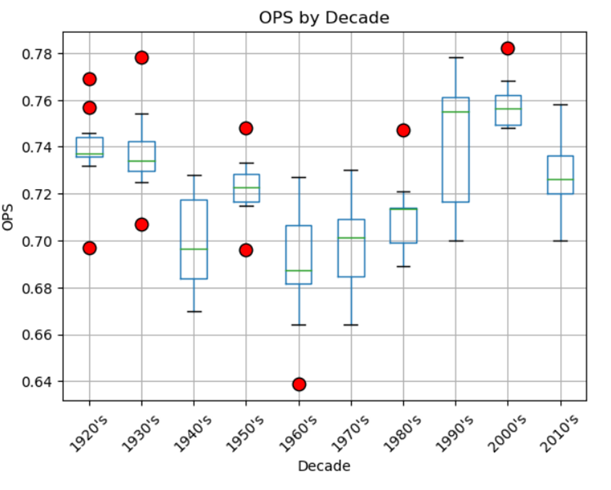 OPS by Decade
0.78
0.76
0.74
0.72
0.70
0.68
0.66
0.64
OPS
1920's
1930's
1940's
1950's
1960's
1970's
1980's
1990's
2000's
2010's
Decade